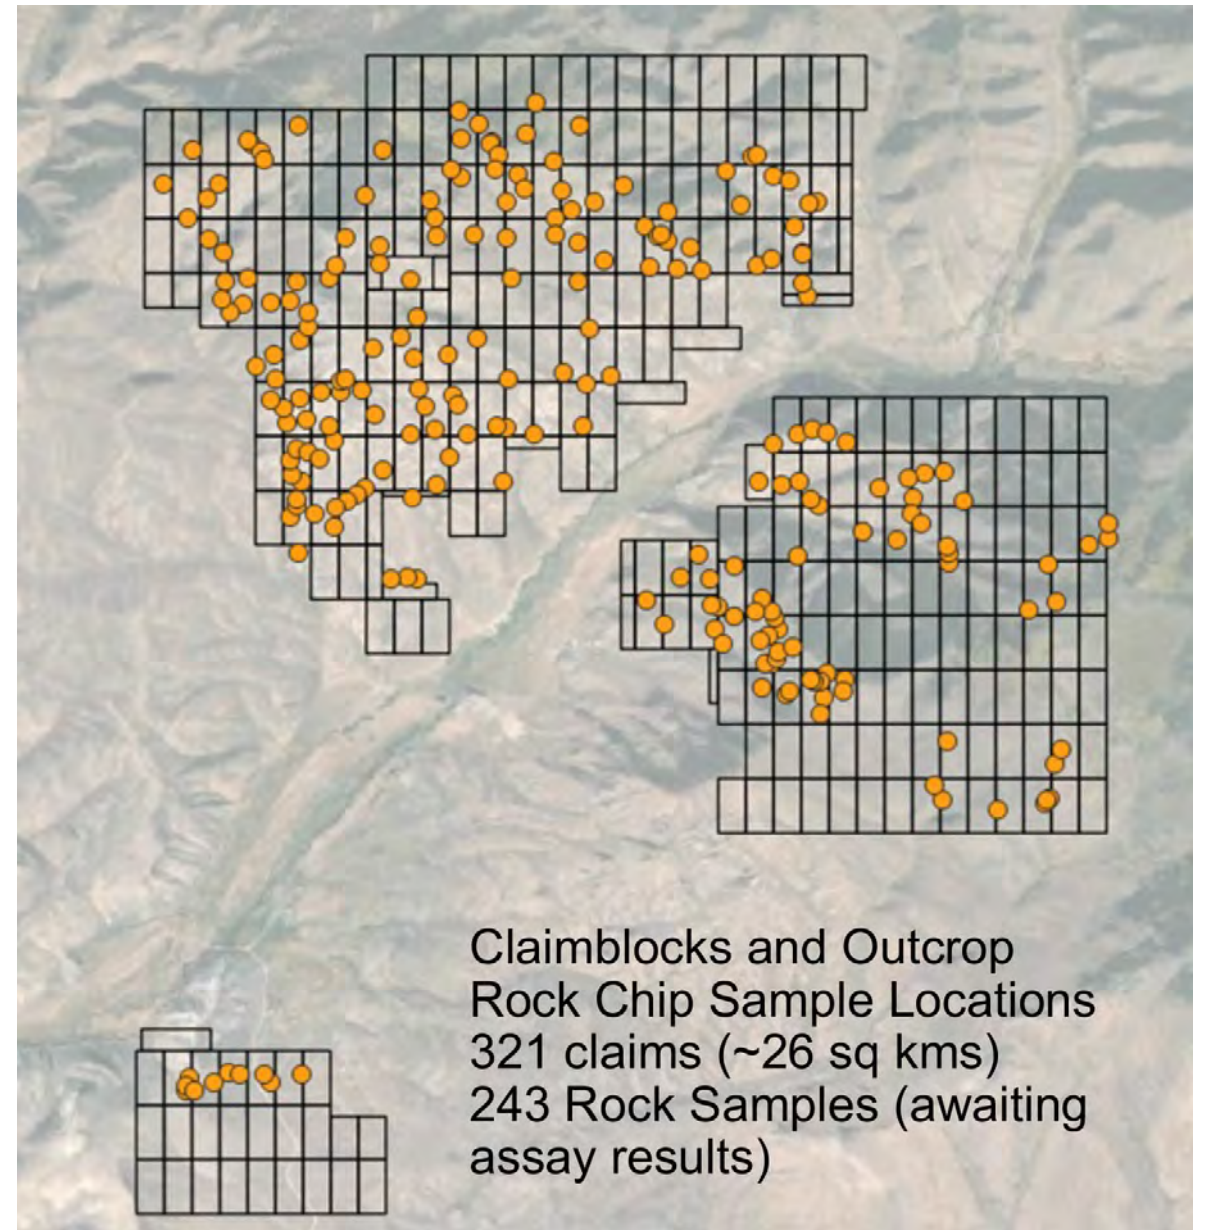 Claimblocks and Outcrop
Rock Chip Sample Locations
321 claims (~26 sq kms)
243 Rock Samples (awaiting
assay results)